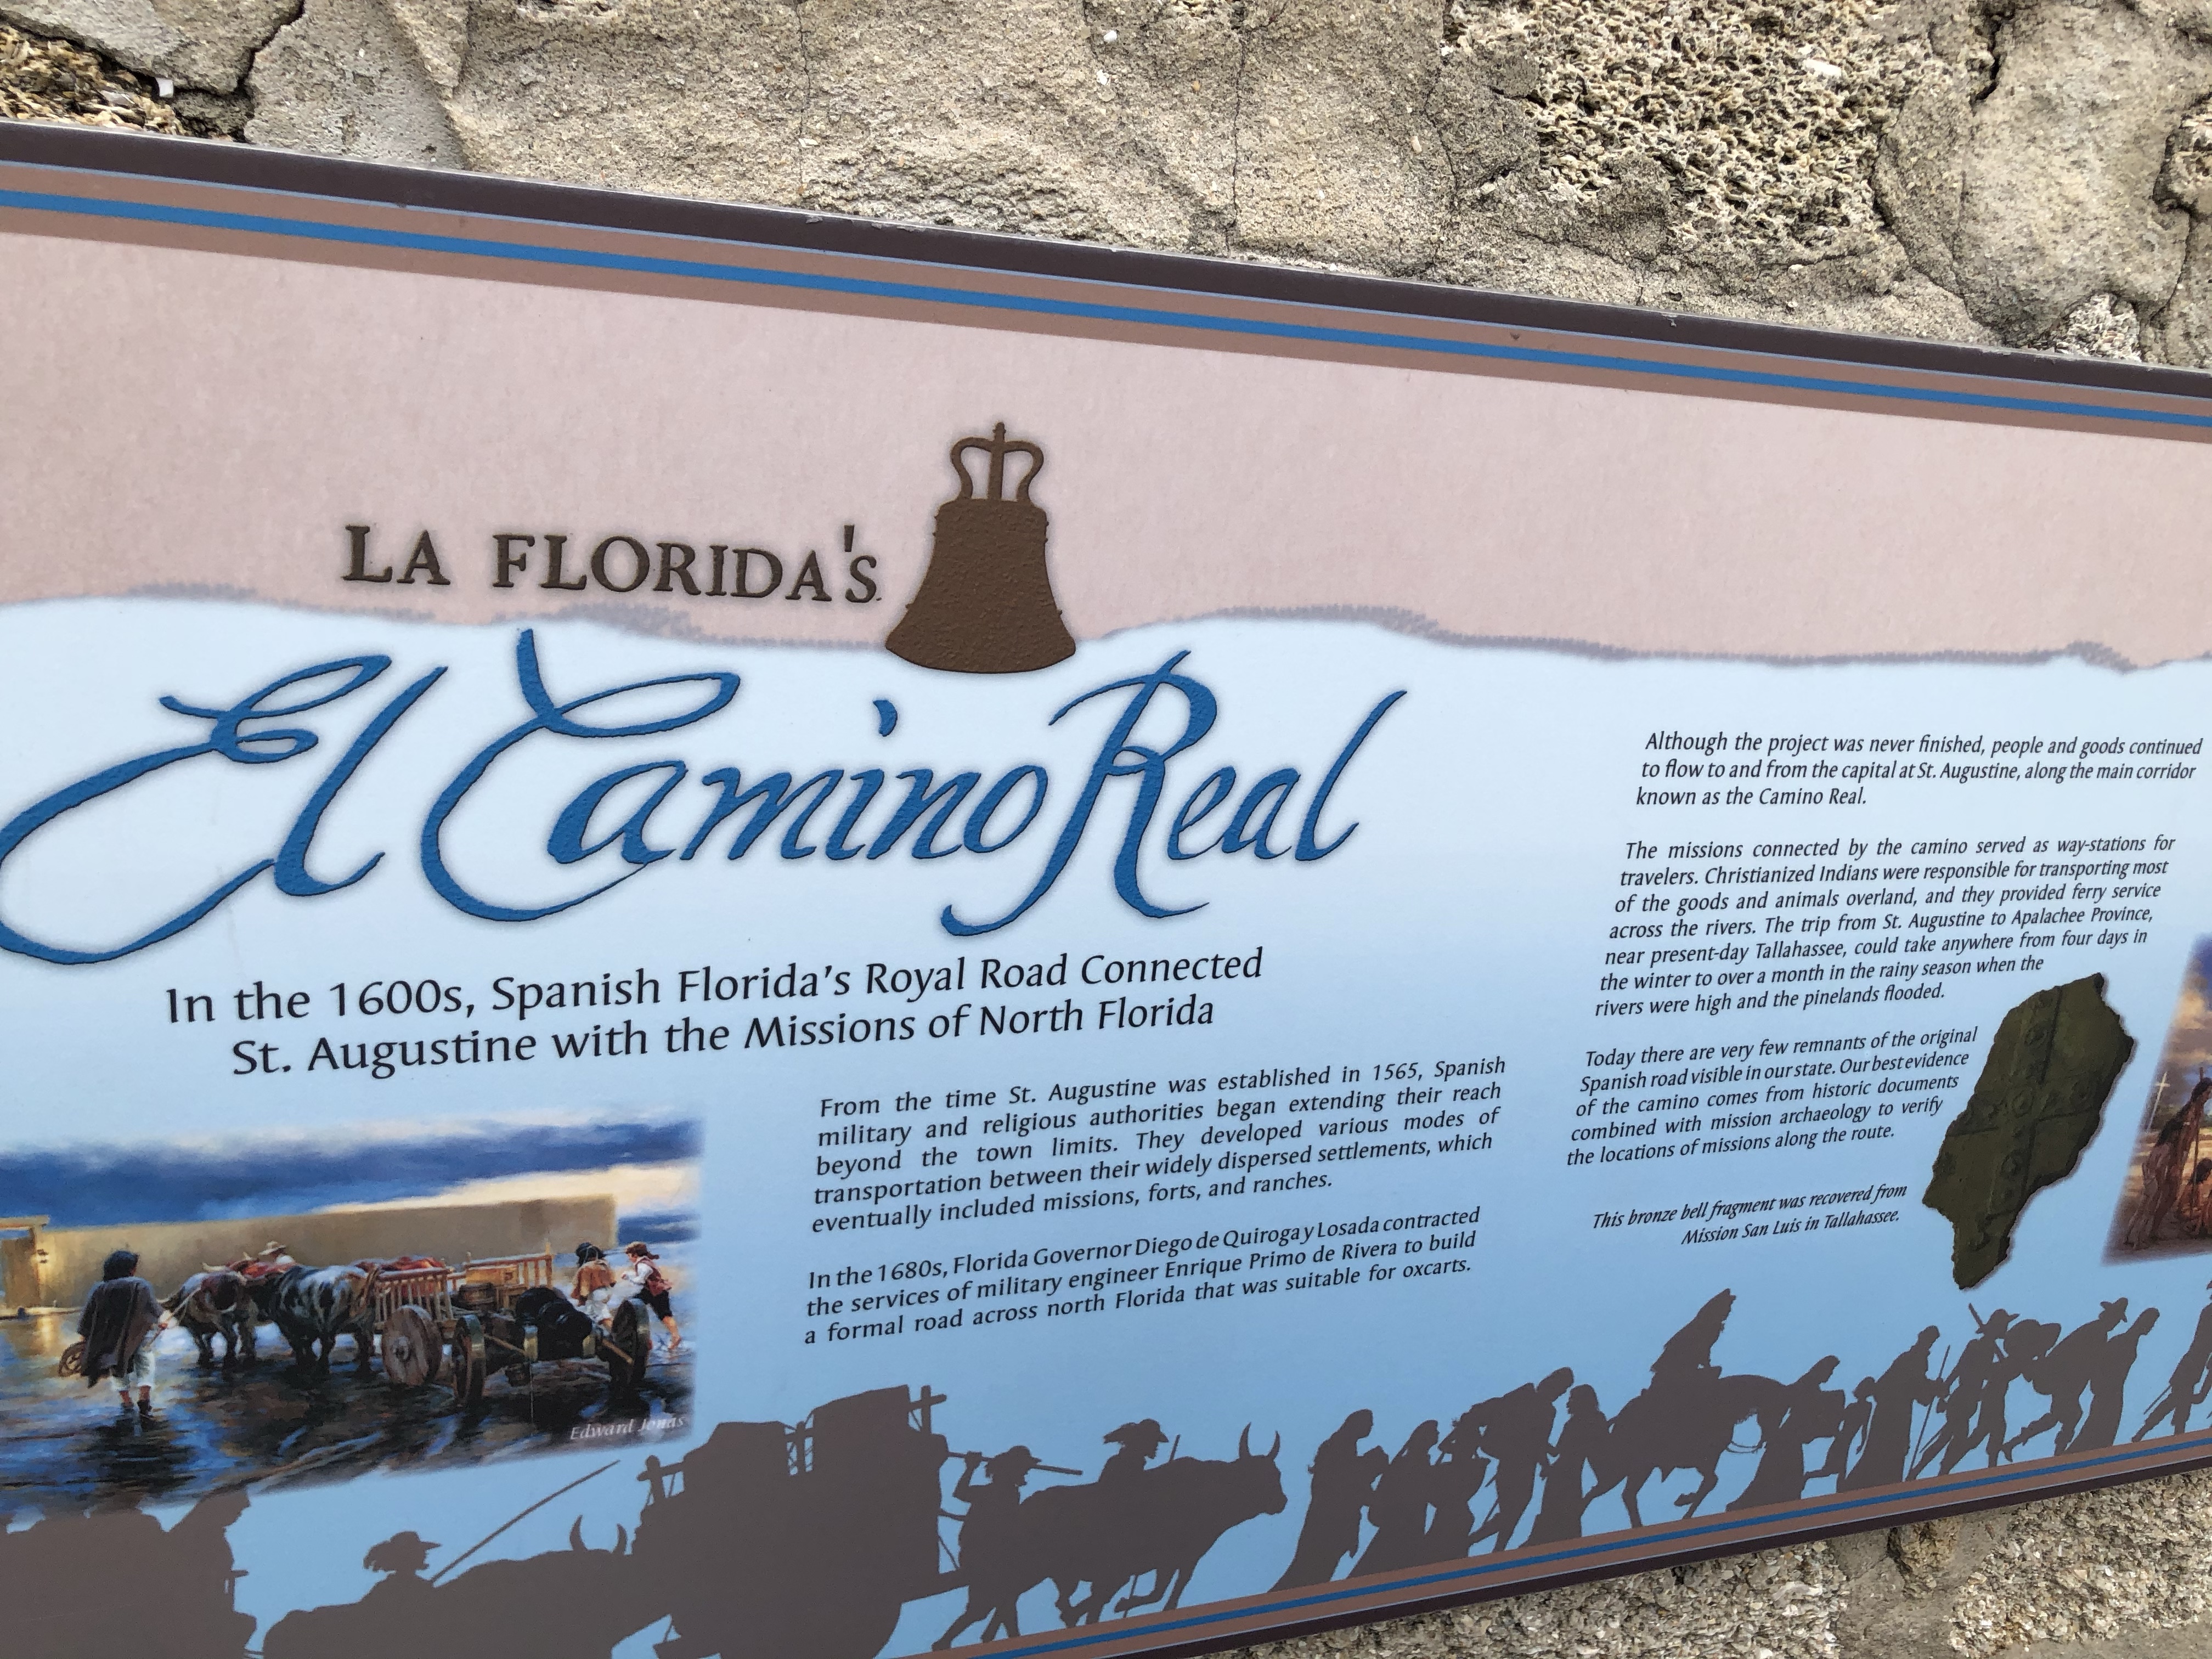 LA FLORIDA'S
El Camino Real
In the 1600s, Spanish Florida's Royal Road Connected
St. Augustine with the Missions of North Florida
From the time St. Augustine was established in 1565, Spanish
military and religious authorities began extending their reach
beyond the town limits. They developed various modes of
transportation between their widely dispersed settlements, which
eventually included missions, forts, and ranches.
In the 1680s, Florida Governor Diego de Quiroga y Losada contracted
the services of military engineer Enrique Primo de Rivera to build
a formal road across north Florida that was suitable for oxcarts.
Edward Jonas
Although the project was never finished, people and goods continued
to flow to and from the capital at St. Augustine, along the main corridor
known as the Camino Real.
The missions connected by the camino served as way-stations for
travelers. Christianized Indians were responsible for transporting most
of the goods and animals overland, and they provided ferry service
across the rivers. The trip from St. Augustine to Apalachee Province,
near present-day Tallahassee, could take anywhere from four days in
the winter to over a month in the rainy season when the
rivers were high and the pinelands flooded.
Today there are very few remnants of the original
Spanish road visible in our state. Our best evidence
of the camino comes from historic documents
combined with mission archaeology to verify
the locations of missions along the route.
This bronze bell fragment was recovered from
Mission San Luis in Tallahassee.